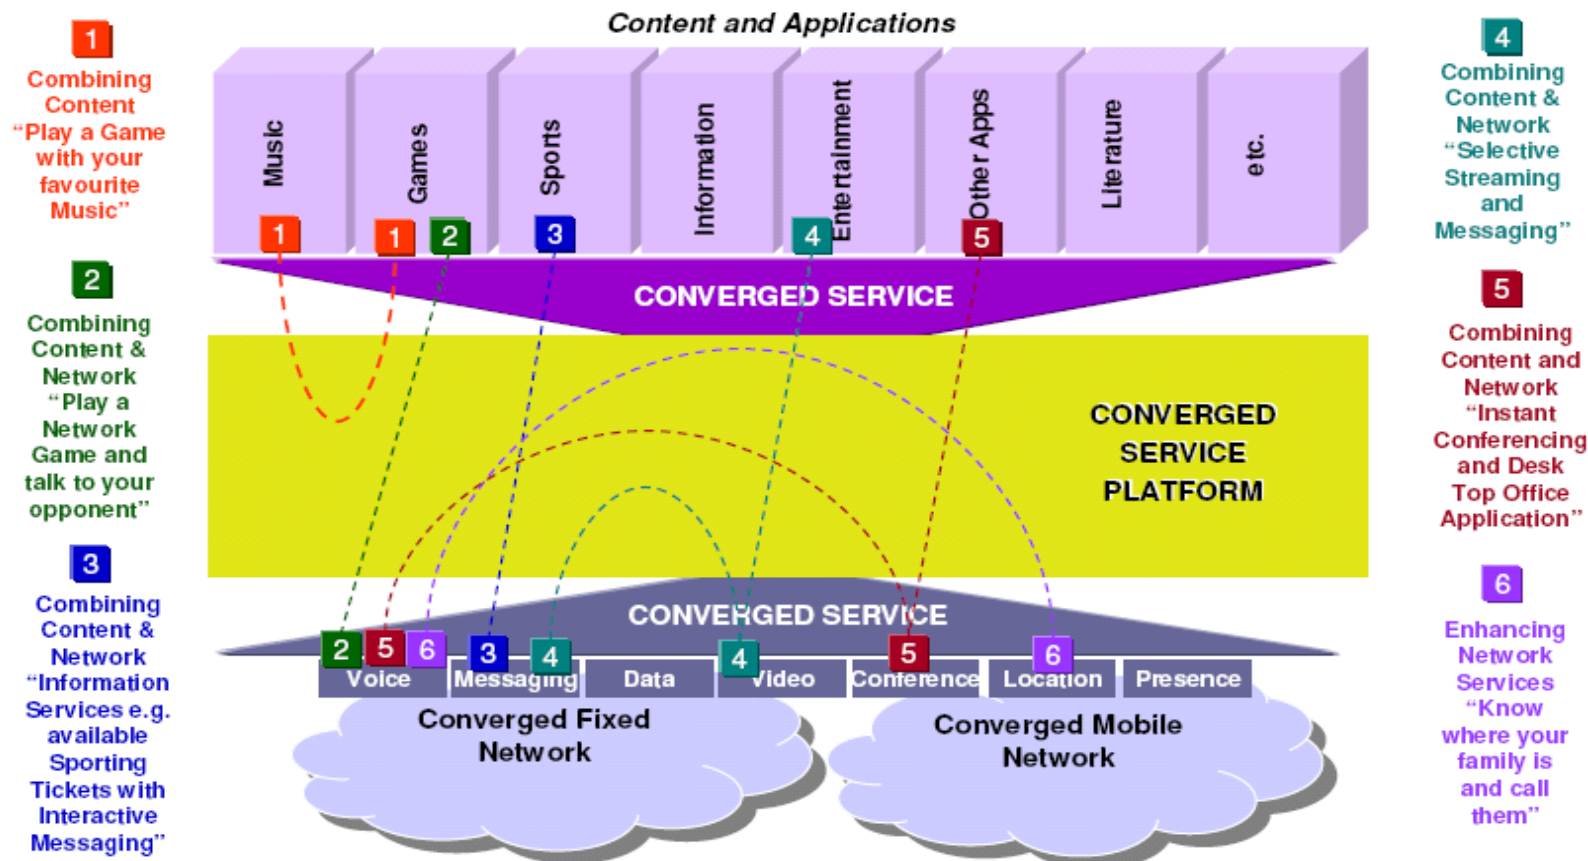 Content and Applications
1
Combining
Content
“Play a Game
with your
favourite
Music”
2
Combining
Content &
Network
“Play a
Network
Game and
talk to your
opponent”
3
Combining
Content &
Network
“Information
Services e.g.
available
Sporting
Tickets with
Interactive
Messaging”
Music
Games
Sports
Information
Entertainment
Other Apps
Literature
etc.
1
1
2
3
4
5
CONVERGED SERVICE
CONVERGED
SERVICE
PLATFORM
CONVERGED SERVICE
2
5
6
3
4
4
5
6
Voice
Messaging
Data
Video
Conference
Location
Presence
Converged Fixed
Network
Converged Mobile
Network
4
Combining
Content &
Network
“Selective
Streaming
and
Messaging”
5
Combining
Content and
Network
“Instant
Conferencing
and Desk
Top Office
Application”
6
Enhancing
Network
Services
“Know
where your
family is
and call
them”